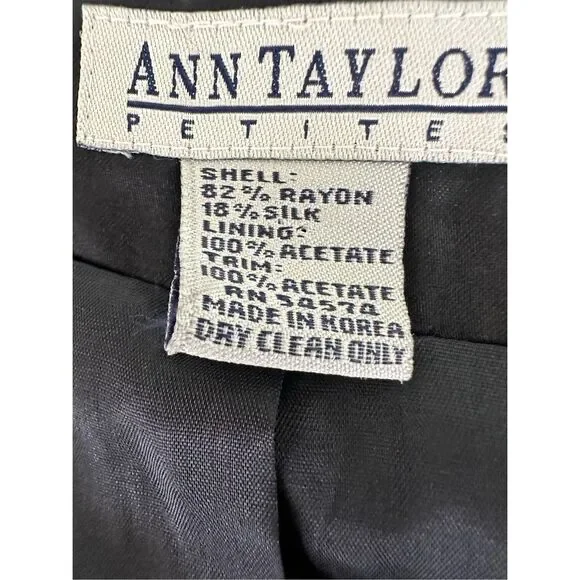 ANN TAYLOR
PETITES
SHELL:
82% RAYON
18% SILK
LINING:
100% ACETATE
TRIM:
100% ACETATE
RN 54574
MADE IN KOREA
DRY CLEAN ONLY